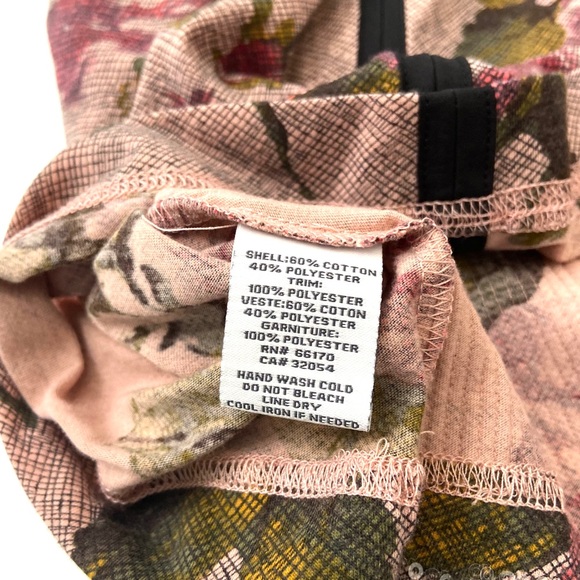 SHELL:60% COTTON
40% POLYESTER
TRIM:
100% POLYESTER
VESTE:60% COTTON
40% POLYESTER
GARNITURE:
100% POLYESTER
RN# 66170
CA# 32054
HAND WASH COLD
DO NOT BLEACH
LINE DRY
COOL IRON IF NEEDED